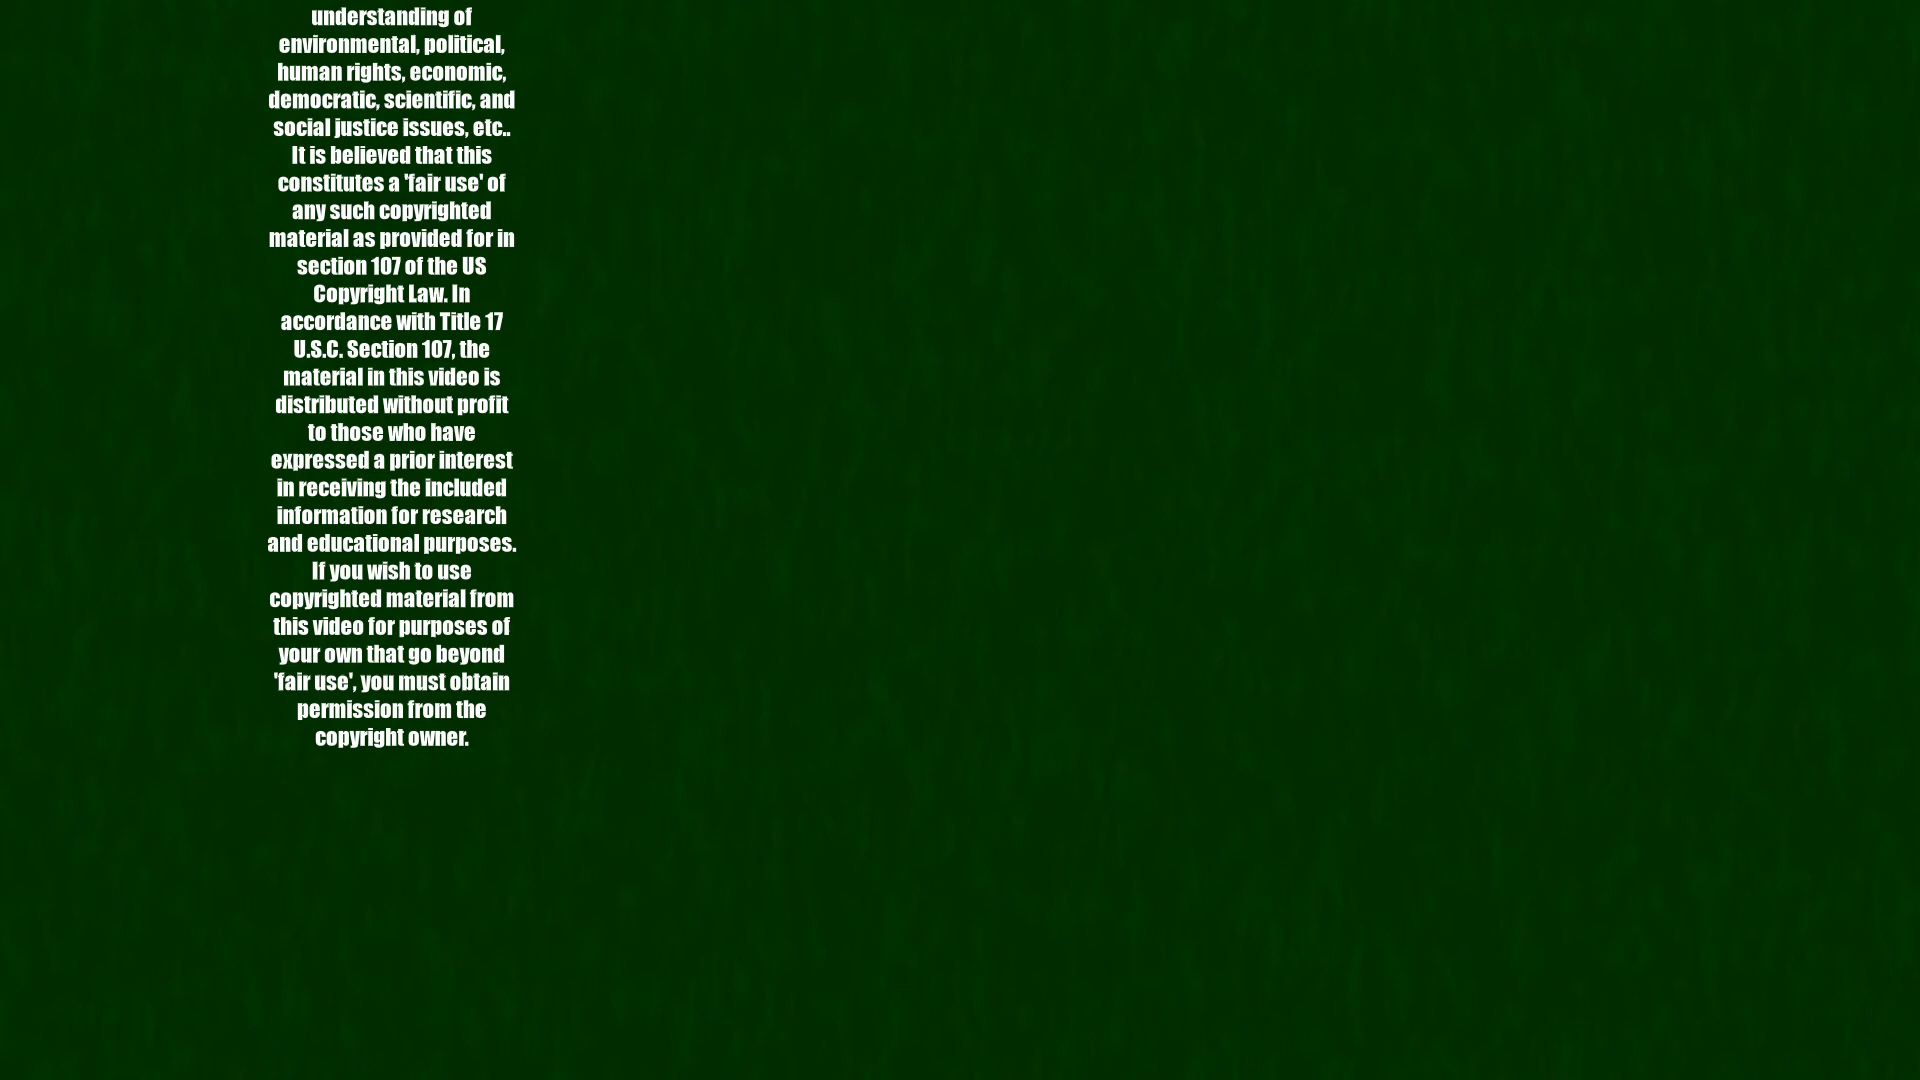 understanding of
environmental, political,
human rights, economic,
democratic, scientific, and
social justice issues, etc..
It is believed that this
constitutes a 'fair use' of
any such copyrighted
material as provided for in
section 107 of the US
Copyright Law. In
accordance with Title 17
U.S.C. Section 107, the
material in this video is
distributed without profit
to those who have
expressed a prior interest
in receiving the included
information for research
and educational purposes.
If you wish to use
copyrighted material from
this video for purposes of
your own that go beyond
'fair use', you must obtain
permission from the
copyright owner.